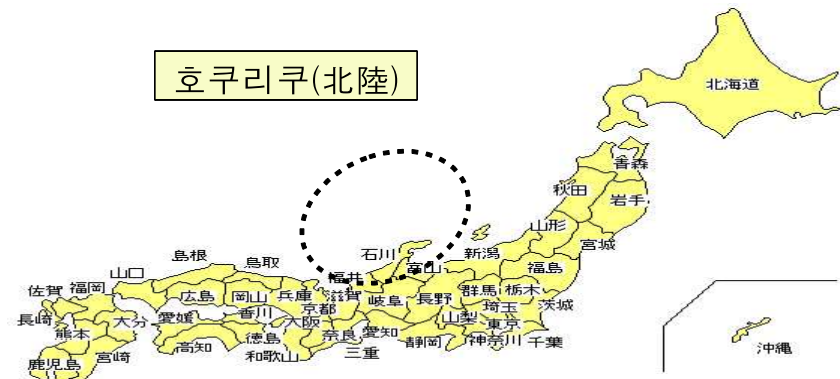 호쿠리쿠(北陸)
北海道
青森
秋田
岩手
山形
宮城
石川
新潟
富山
福島
島根
鳥取
福井
山口
群馬
栃木
佐賀
福岡
広島
岡山
兵庫
滋賀
岐阜
長野
茨城
埼玉
京都
香川
長崎
大分
愛媛
大阪
愛知
山梨
東京
熊本
徳島
奈良
静岡
神奈川
千葉
高知
三重
沖縄
宮崎
和歌山
鹿児島